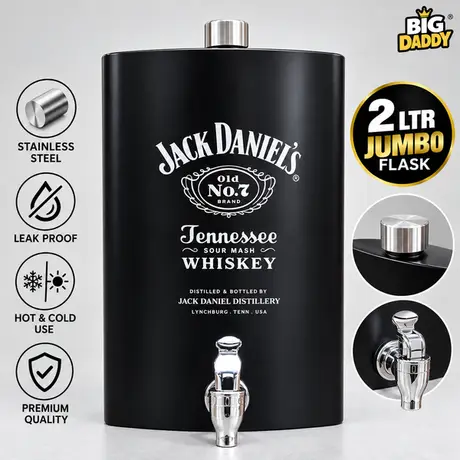 BIG
DADDY
®
2 LTR
JUMBO
FLASK
STAINLESS
STEEL
LEAK PROOF
HOT & COLD
USE
PREMIUM
QUALITY
JACK DANIEL'S
®
Old
No.7
BRAND
Tennessee
SOUR MASH
WHISKEY
DISTILLED & BOTTLED BY
JACK DANIEL DISTILLERY
LYNCHBURG . TENN . USA